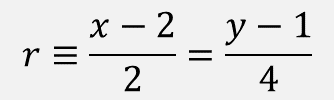 r ≡ (x − 2)/2 = (y − 1)/4